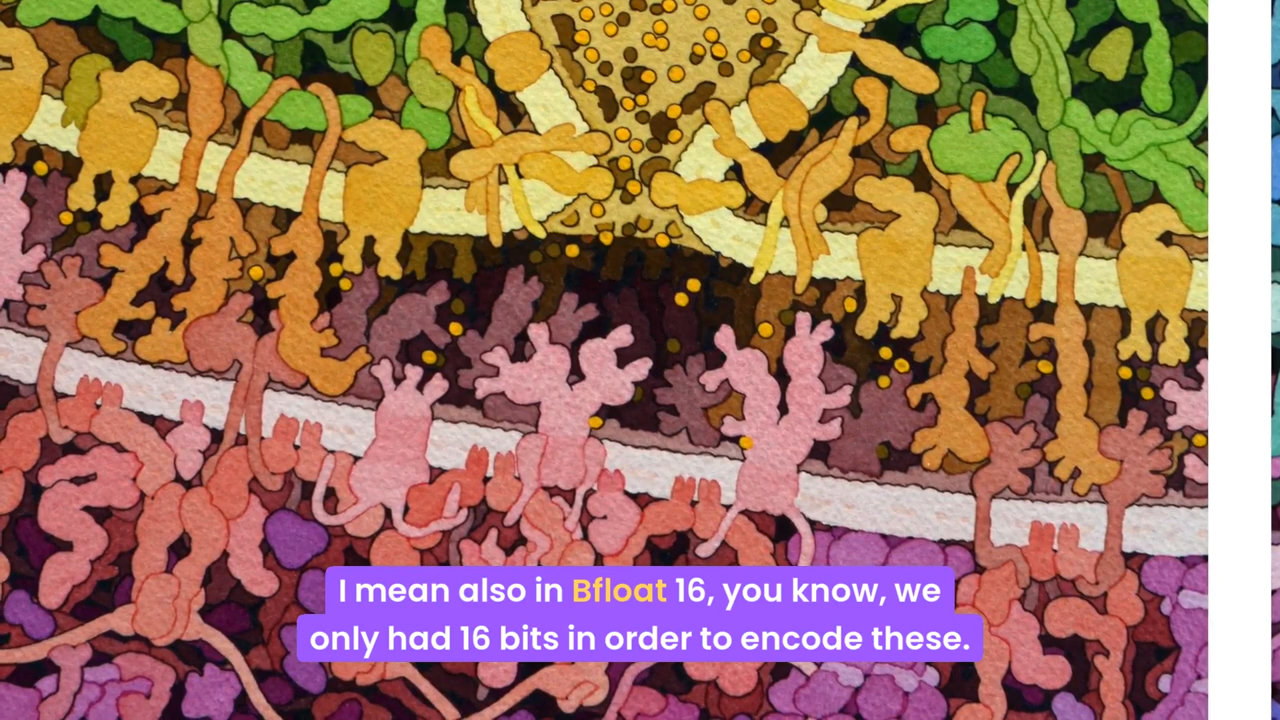 I mean also in Bfloat 16, you know, we
only had 16 bits in order to encode these.